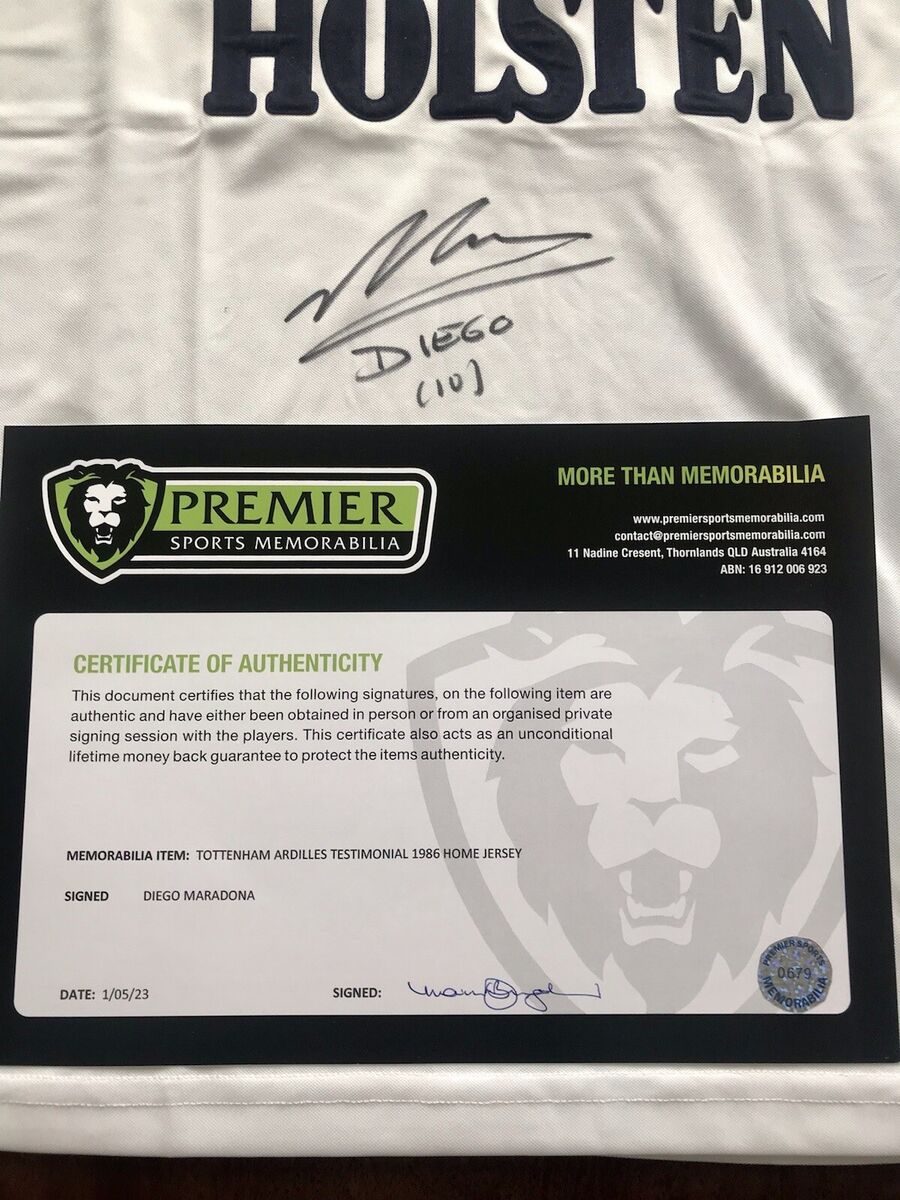 HOLSTEN
DIEGO
(10)
PREMIER
SPORTS MEMORABILIA
MORE THAN MEMORABILIA
www.premiersportsmemorabilia.com
contact@premiersportsmemorabilia.com
11 Nadine Cresent, Thornlands QLD Australia 4164
ABN: 16 912 006 923
CERTIFICATE OF AUTHENTICITY
This document certifies that the following signatures, on the following item are
authentic and have either been obtained in person or from an organised private
signing session with the players. This certificate also acts as an unconditional
lifetime money back guarantee to protect the items authenticity.
MEMORABILIA ITEM: TOTTENHAM ARDILLES TESTIMONIAL 1986 HOME JERSEY
SIGNED DIEGO MARADONA
DATE: 1/05/23 SIGNED:
PREMIER SPORTS
0679
MEMORABILIA